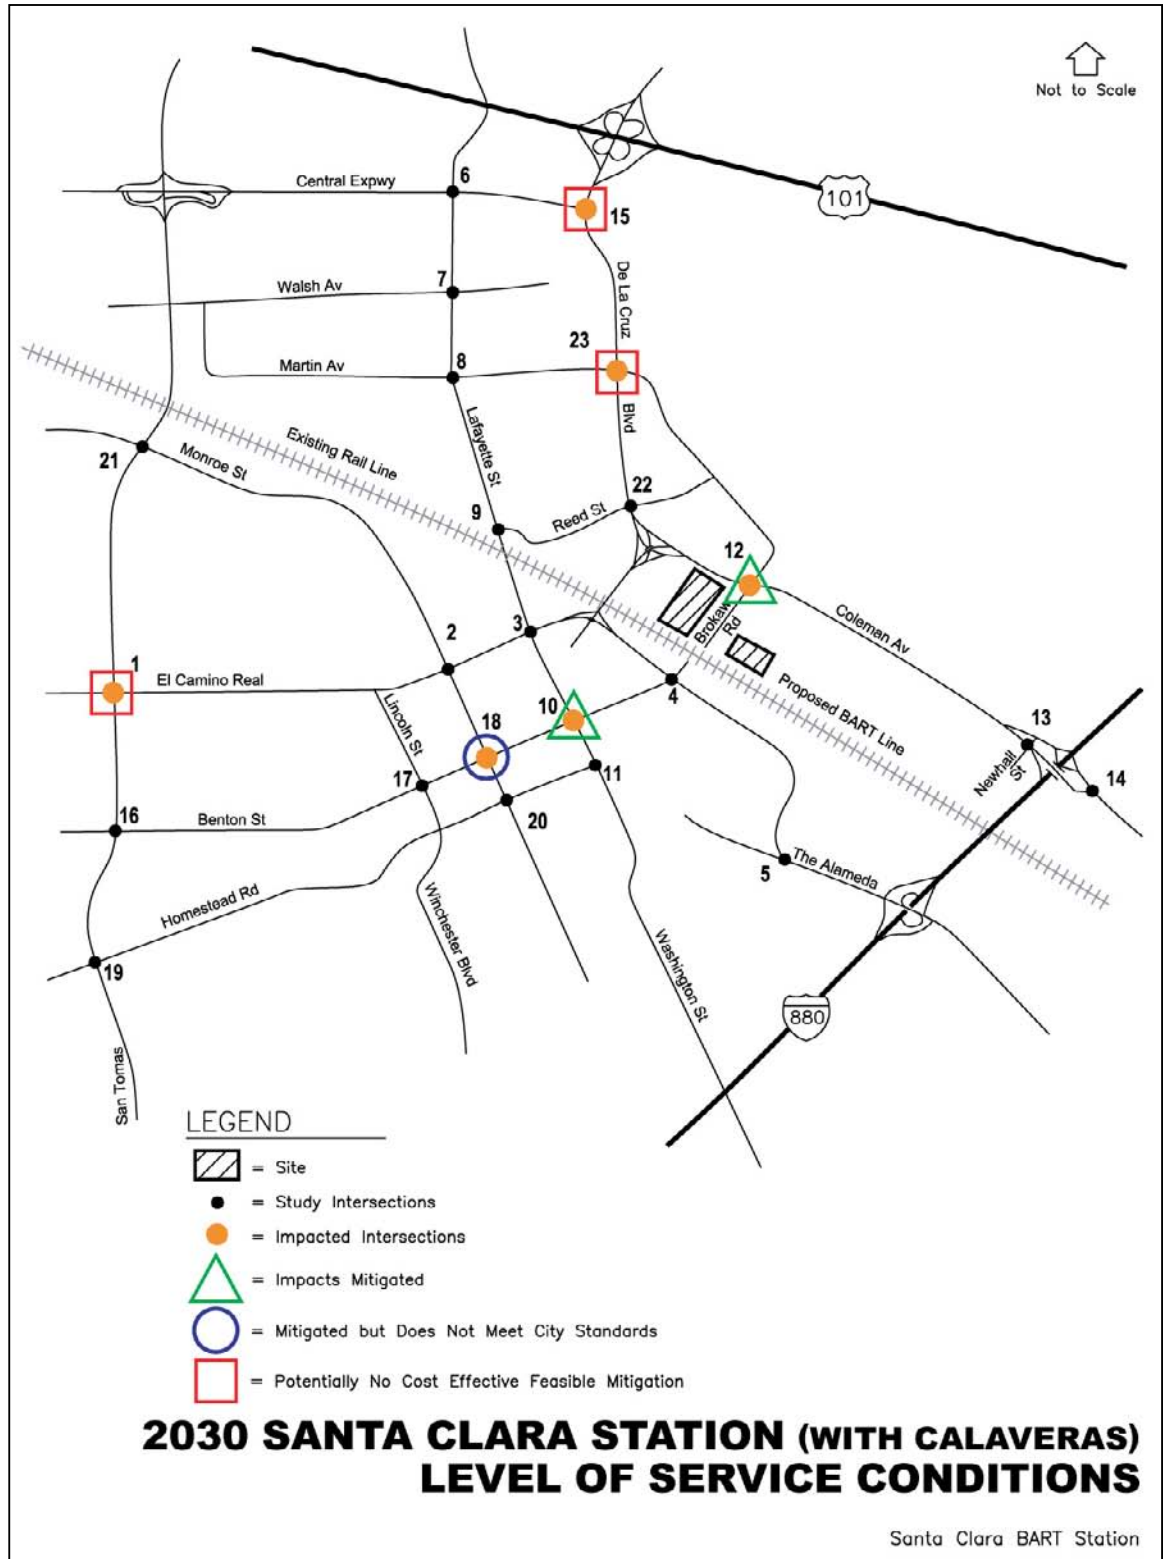 Not to Scale
6
Central Expwy
101
15
De La Cruz
7
Walsh Av
23
8
Martin Av
Blvd
Lafayette St
Existing Rail Line
21
Monroe St
22
9
Reed St
12
Brokaw
Rd
Coleman Av
2
3
1
El Camino Real
4
Proposed BART Line
10
Lincoln St
18
13
Newhall
St
11
17
14
16
Benton St
20
5
The Alameda
Homestead Rd
Winchester Blvd
Washington St
19
880
San Tomas
LEGEND
= Site
= Study Intersections
= Impacted Intersections
= Impacts Mitigated
= Mitigated but Does Not Meet City Standards
= Potentially No Cost Effective Feasible Mitigation
2030 SANTA CLARA STATION (WITH CALAVERAS)
LEVEL OF SERVICE CONDITIONS
Santa Clara BART Station